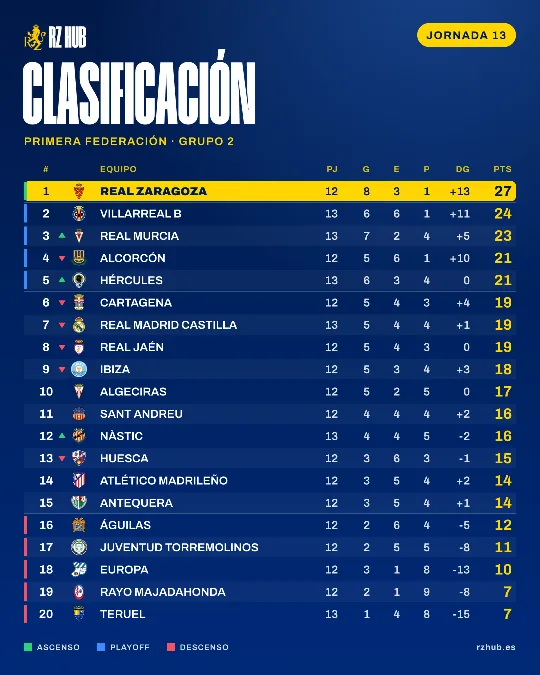 RZ HUB
JORNADA 13
CLASIFICACIÓN
PRIMERA FEDERACIÓN · GRUPO 2
# EQUIPO PJ G E P DG PTS
1 REAL ZARAGOZA 12 8 3 1 +13 27
2 VILLARREAL B 13 6 6 1 +11 24
3 REAL MURCIA 13 7 2 4 +5 23
4 ALCORCÓN 12 5 6 1 +10 21
5 HÉRCULES 13 6 3 4 0 21
6 CARTAGENA 12 5 4 3 +4 19
7 REAL MADRID CASTILLA 13 5 4 4 +1 19
8 REAL JAÉN 12 5 4 3 0 19
9 IBIZA 12 5 3 4 +3 18
10 ALGECIRAS 12 5 2 5 0 17
11 SANT ANDREU 12 4 4 4 +2 16
12 NÀSTIC 13 4 4 5 -2 16
13 HUESCA 12 3 6 3 -1 15
14 ATLÉTICO MADRILEÑO 12 3 5 4 +2 14
15 ANTEQUERA 12 3 5 4 +1 14
16 ÁGUILAS 12 2 6 4 -5 12
17 JUVENTUD TORREMOLINOS 12 2 5 5 -8 11
18 EUROPA 12 3 1 8 -13 10
19 RAYO MAJADAHONDA 12 2 1 9 -8 7
20 TERUEL 13 1 4 8 -15 7
ASCENSO PLAYOFF DESCENSO rzhub.es